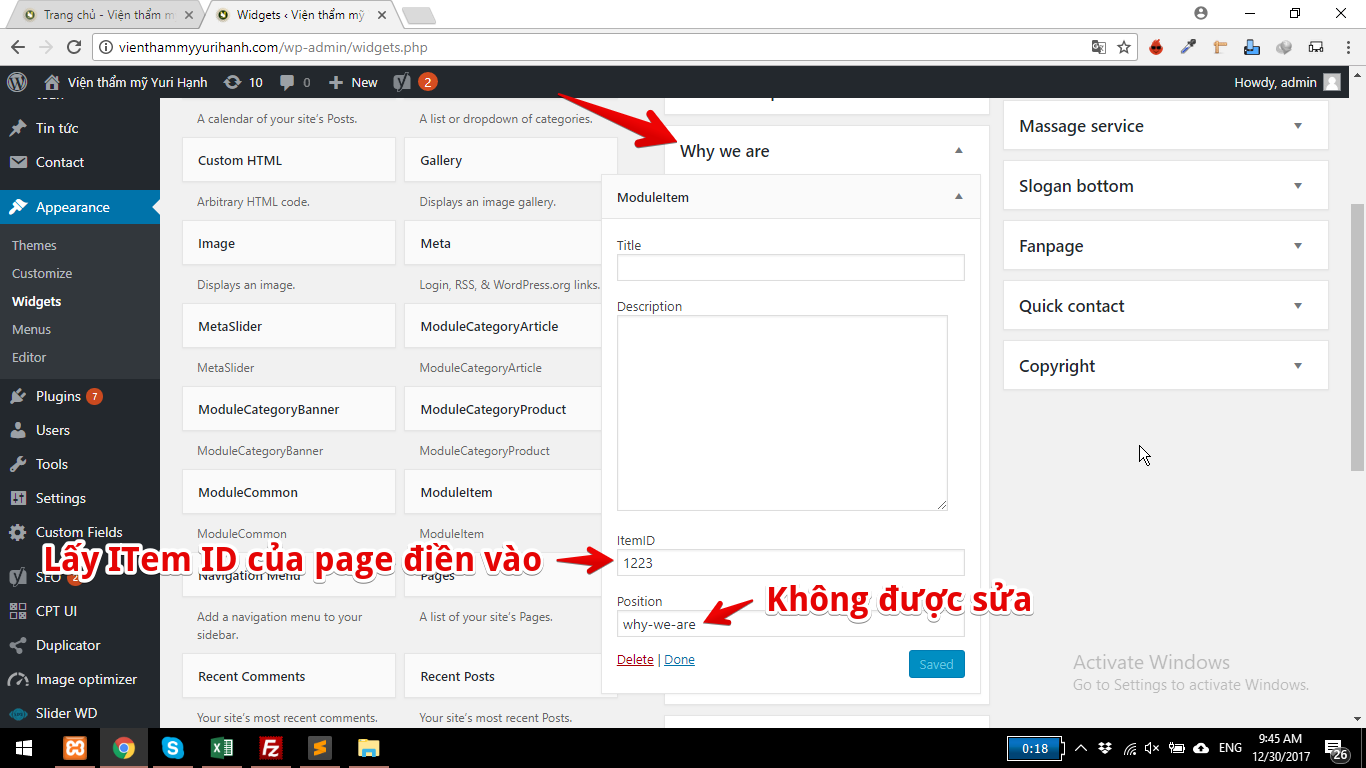 Trang chủ - Viện thẩm m
Widgets ‹ Viện thẩm mỹ
vienthammyyurihanh.com/wp-admin/widgets.php
Viện thẩm mỹ Yuri Hạnh
10
0
New
2
Howdy, admin
Tin tức
Contact
Appearance
Themes
Customize
Widgets
Menus
Editor
Plugins 7
Users
Tools
Settings
Custom Fields
SEO
CPT UI
Duplicator
Image optimizer
Slider WD
A calendar of your site's Posts.
A list or dropdown of categories.
Custom HTML
Gallery
Arbitrary HTML code.
Displays an image gallery.
Image
Meta
Displays an image.
Login, RSS, & WordPress.org links.
MetaSlider
ModuleCategoryArticle
MetaSlider
ModuleCategoryArticle
ModuleCategoryBanner
ModuleCategoryProduct
ModuleCategoryBanner
ModuleCategoryProduct
ModuleCommon
ModuleItem
ModuleCommon
ModuleItem
Lấy ITem ID của page điền vào
Navigation Menu
Pages
Add a navigation menu to your
sidebar.
A list of your site's Pages.
Recent Comments
Recent Posts
Your site's most recent comments.
Your site's most recent Posts.
Why we are
ModuleItem
Title
Description
ItemID
1223
Position
Không được sửa
why-we-are
Delete | Done
Saved
Massage service
Slogan bottom
Fanpage
Quick contact
Copyright
Activate Windows
Go to Settings to activate Windows.
0:18
ENG
9:45 AM
12/30/2017
26